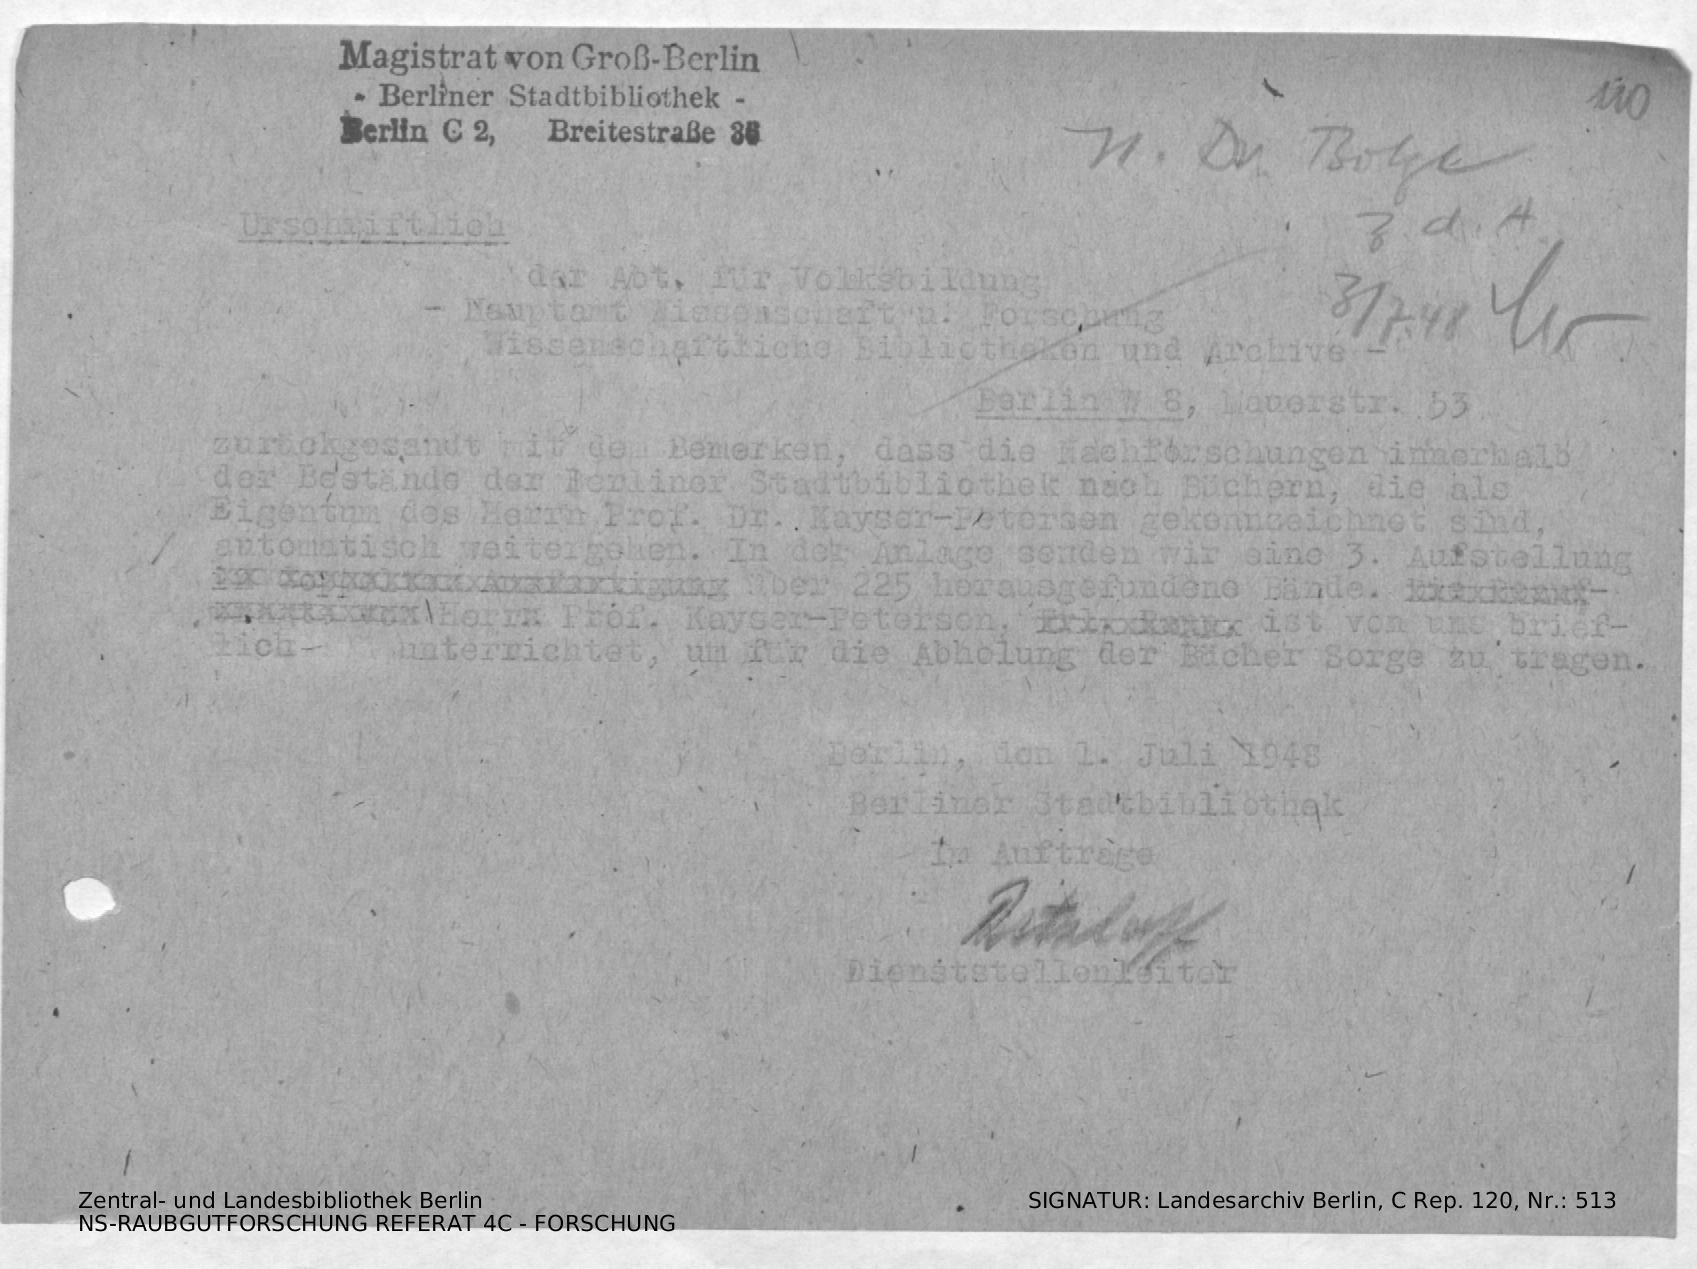 Magistrat von Groß-Berlin
- Berliner Stadtbibliothek -
Berlin C 2, Breitestraße 36
110
Dr.
z. d. A.
3/7.48
Urschriftlich
der Abt. für Volksbildung
- Hauptamt Wissenschaft u. Forschung
Wissenschaftliche Bibliotheken und Archive -
Berlin W 8, Mauerstr. 53
zurückgesandt mit dem Bemerken, dass die Nachforschungen innerhalb
der Bestände der Berliner Stadtbibliothek nach Büchern, die als
Eigentum des Herrn Prof. Dr. Kayser-Petersen gekennzeichnet sind,
automatisch weitergehen. In der Anlage senden wir eine 3. Aufstellung
über 225 herausgefundene Bände.
Herrn Prof. Kayser-Petersen, ist von uns brief-
lich- unterrichtet, um für die Abholung der Bücher Sorge zu tragen.
Berlin, den 1. Juli 1948
Berliner Stadtbibliothek
Im Auftrage
Dienststellenleiter
Zentral- und Landesbibliothek Berlin
NS-RAUBGUTFORSCHUNG REFERAT 4C - FORSCHUNG
SIGNATUR: Landesarchiv Berlin, C Rep. 120, Nr.: 513